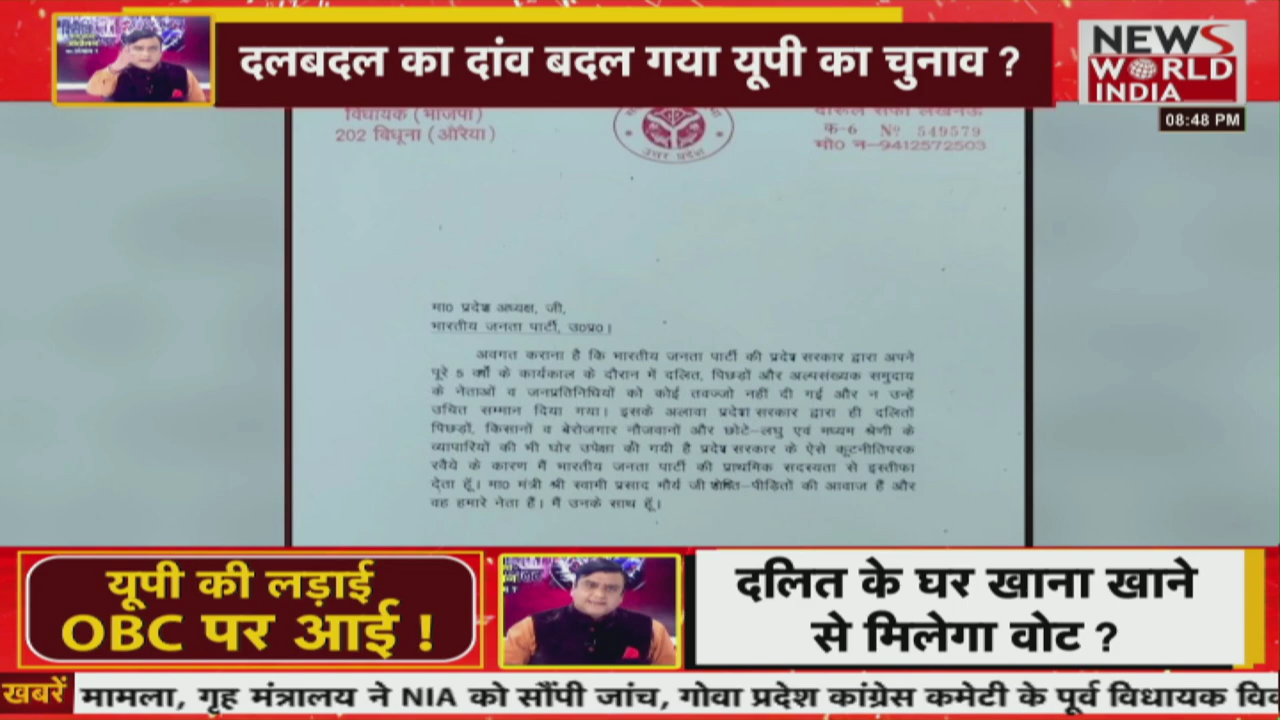 दलबदल का दांव बदल गया यूपी का चुनाव ?
NEWS
WORLD
INDIA
08:48 PM
विधायक (भाजपा)
202 बिधूना (औरैया)
उत्तर प्रदेश
क-6 Nº 549579
मो0 न-9412572503
मा0 प्रदेश अध्यक्ष, जी,
भारतीय जनता पार्टी, उ0प्र0।
अवगत कराना है कि भारतीय जनता पार्टी की प्रदेश सरकार द्वारा अपने
पूरे 5 वर्षों के कार्यकाल के दौरान में दलित, पिछड़ों और अल्पसंख्यक समुदाय
के नेताओं व जनप्रतिनिधियों को कोई तवज्जो नहीं दी गई और न उन्हें
उचित सम्मान दिया गया। इसके अलावा प्रदेश सरकार द्वारा ही दलितों
पिछड़ों, किसानों व बेरोजगार नौजवानों और छोटे-लघु एवं मध्यम श्रेणी के
व्यापारियों की भी घोर उपेक्षा की गयी है प्रदेश सरकार के ऐसे कूटनीतिपरक
रवैये के कारण मैं भारतीय जनता पार्टी की प्राथमिक सदस्यता से इस्तीफा
देता हूँ। मा0 मंत्री श्री स्वामी प्रसाद मौर्य जी शोषित-पीड़ितों की आवाज हैं और
वह हमारे नेता हैं। मैं उनके साथ हूँ।
यूपी की लड़ाई
OBC पर आई !
दलित के घर खाना खाने
से मिलेगा वोट ?
खबरें मामला, गृह मंत्रालय ने NIA को सौंपी जांच, गोवा प्रदेश कांग्रेस कमेटी के पूर्व विधायक